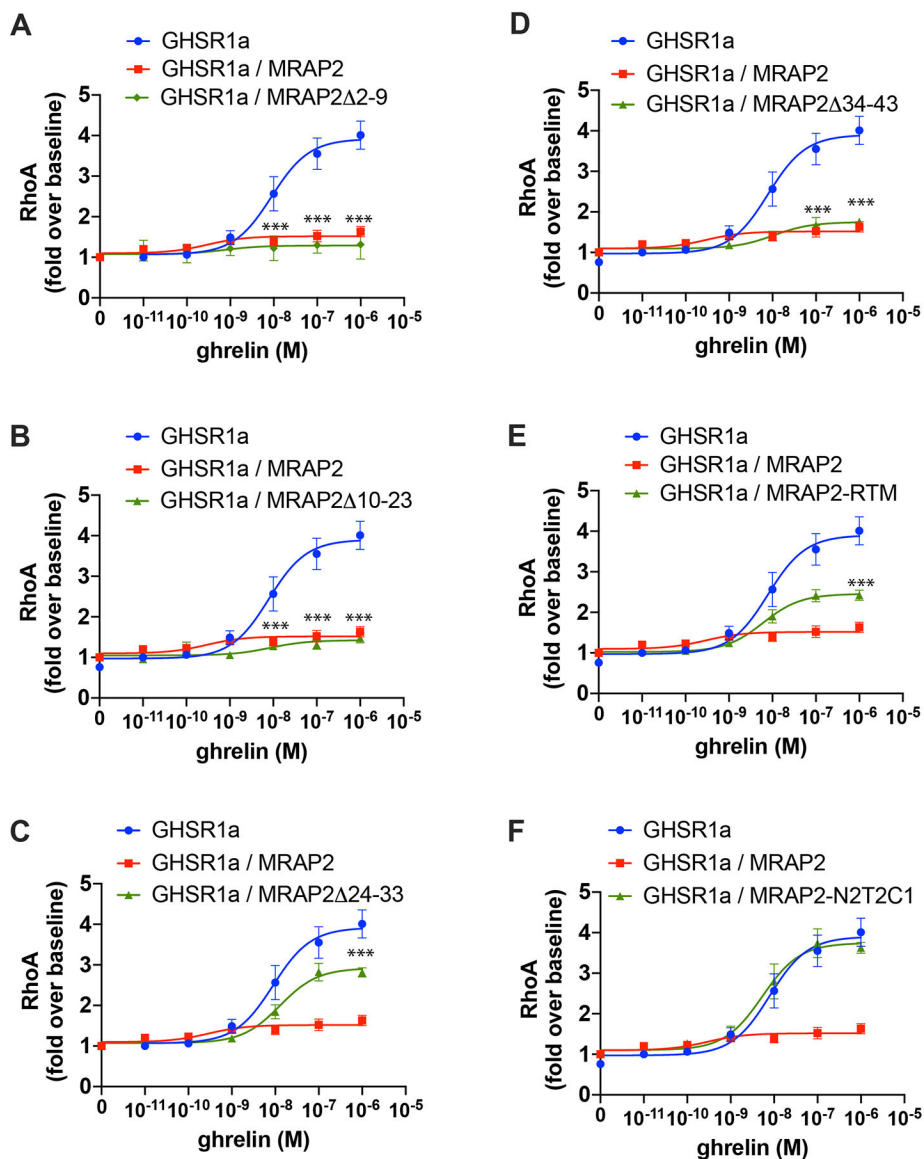 A
GHSR1a
GHSR1a / MRAP2
GHSR1a / MRAP2Δ2-9
RhoA
(fold over baseline)
5
4
3
2
1
0
***
***
***
0
10⁻¹¹
10⁻¹⁰
10⁻⁹
10⁻⁸
10⁻⁷
10⁻⁶
10⁻⁵
ghrelin (M)
B
GHSR1a
GHSR1a / MRAP2
GHSR1a / MRAP2Δ10-23
RhoA
(fold over baseline)
5
4
3
2
1
0
***
***
***
0
10⁻¹¹
10⁻¹⁰
10⁻⁹
10⁻⁸
10⁻⁷
10⁻⁶
10⁻⁵
ghrelin (M)
C
GHSR1a
GHSR1a / MRAP2
GHSR1a / MRAP2Δ24-33
RhoA
(fold over baseline)
5
4
3
2
1
0
***
0
10⁻¹¹
10⁻¹⁰
10⁻⁹
10⁻⁸
10⁻⁷
10⁻⁶
10⁻⁵
ghrelin (M)
D
GHSR1a
GHSR1a / MRAP2
GHSR1a / MRAP2Δ34-43
RhoA
(fold over baseline)
5
4
3
2
1
0
***
***
0
10⁻¹¹
10⁻¹⁰
10⁻⁹
10⁻⁸
10⁻⁷
10⁻⁶
10⁻⁵
ghrelin (M)
E
GHSR1a
GHSR1a / MRAP2
GHSR1a / MRAP2-RTM
RhoA
(fold over baseline)
5
4
3
2
1
0
***
0
10⁻¹¹
10⁻¹⁰
10⁻⁹
10⁻⁸
10⁻⁷
10⁻⁶
10⁻⁵
ghrelin (M)
F
GHSR1a
GHSR1a / MRAP2
GHSR1a / MRAP2-N2T2C1
RhoA
(fold over baseline)
5
4
3
2
1
0
0
10⁻¹¹
10⁻¹⁰
10⁻⁹
10⁻⁸
10⁻⁷
10⁻⁶
10⁻⁵
ghrelin (M)